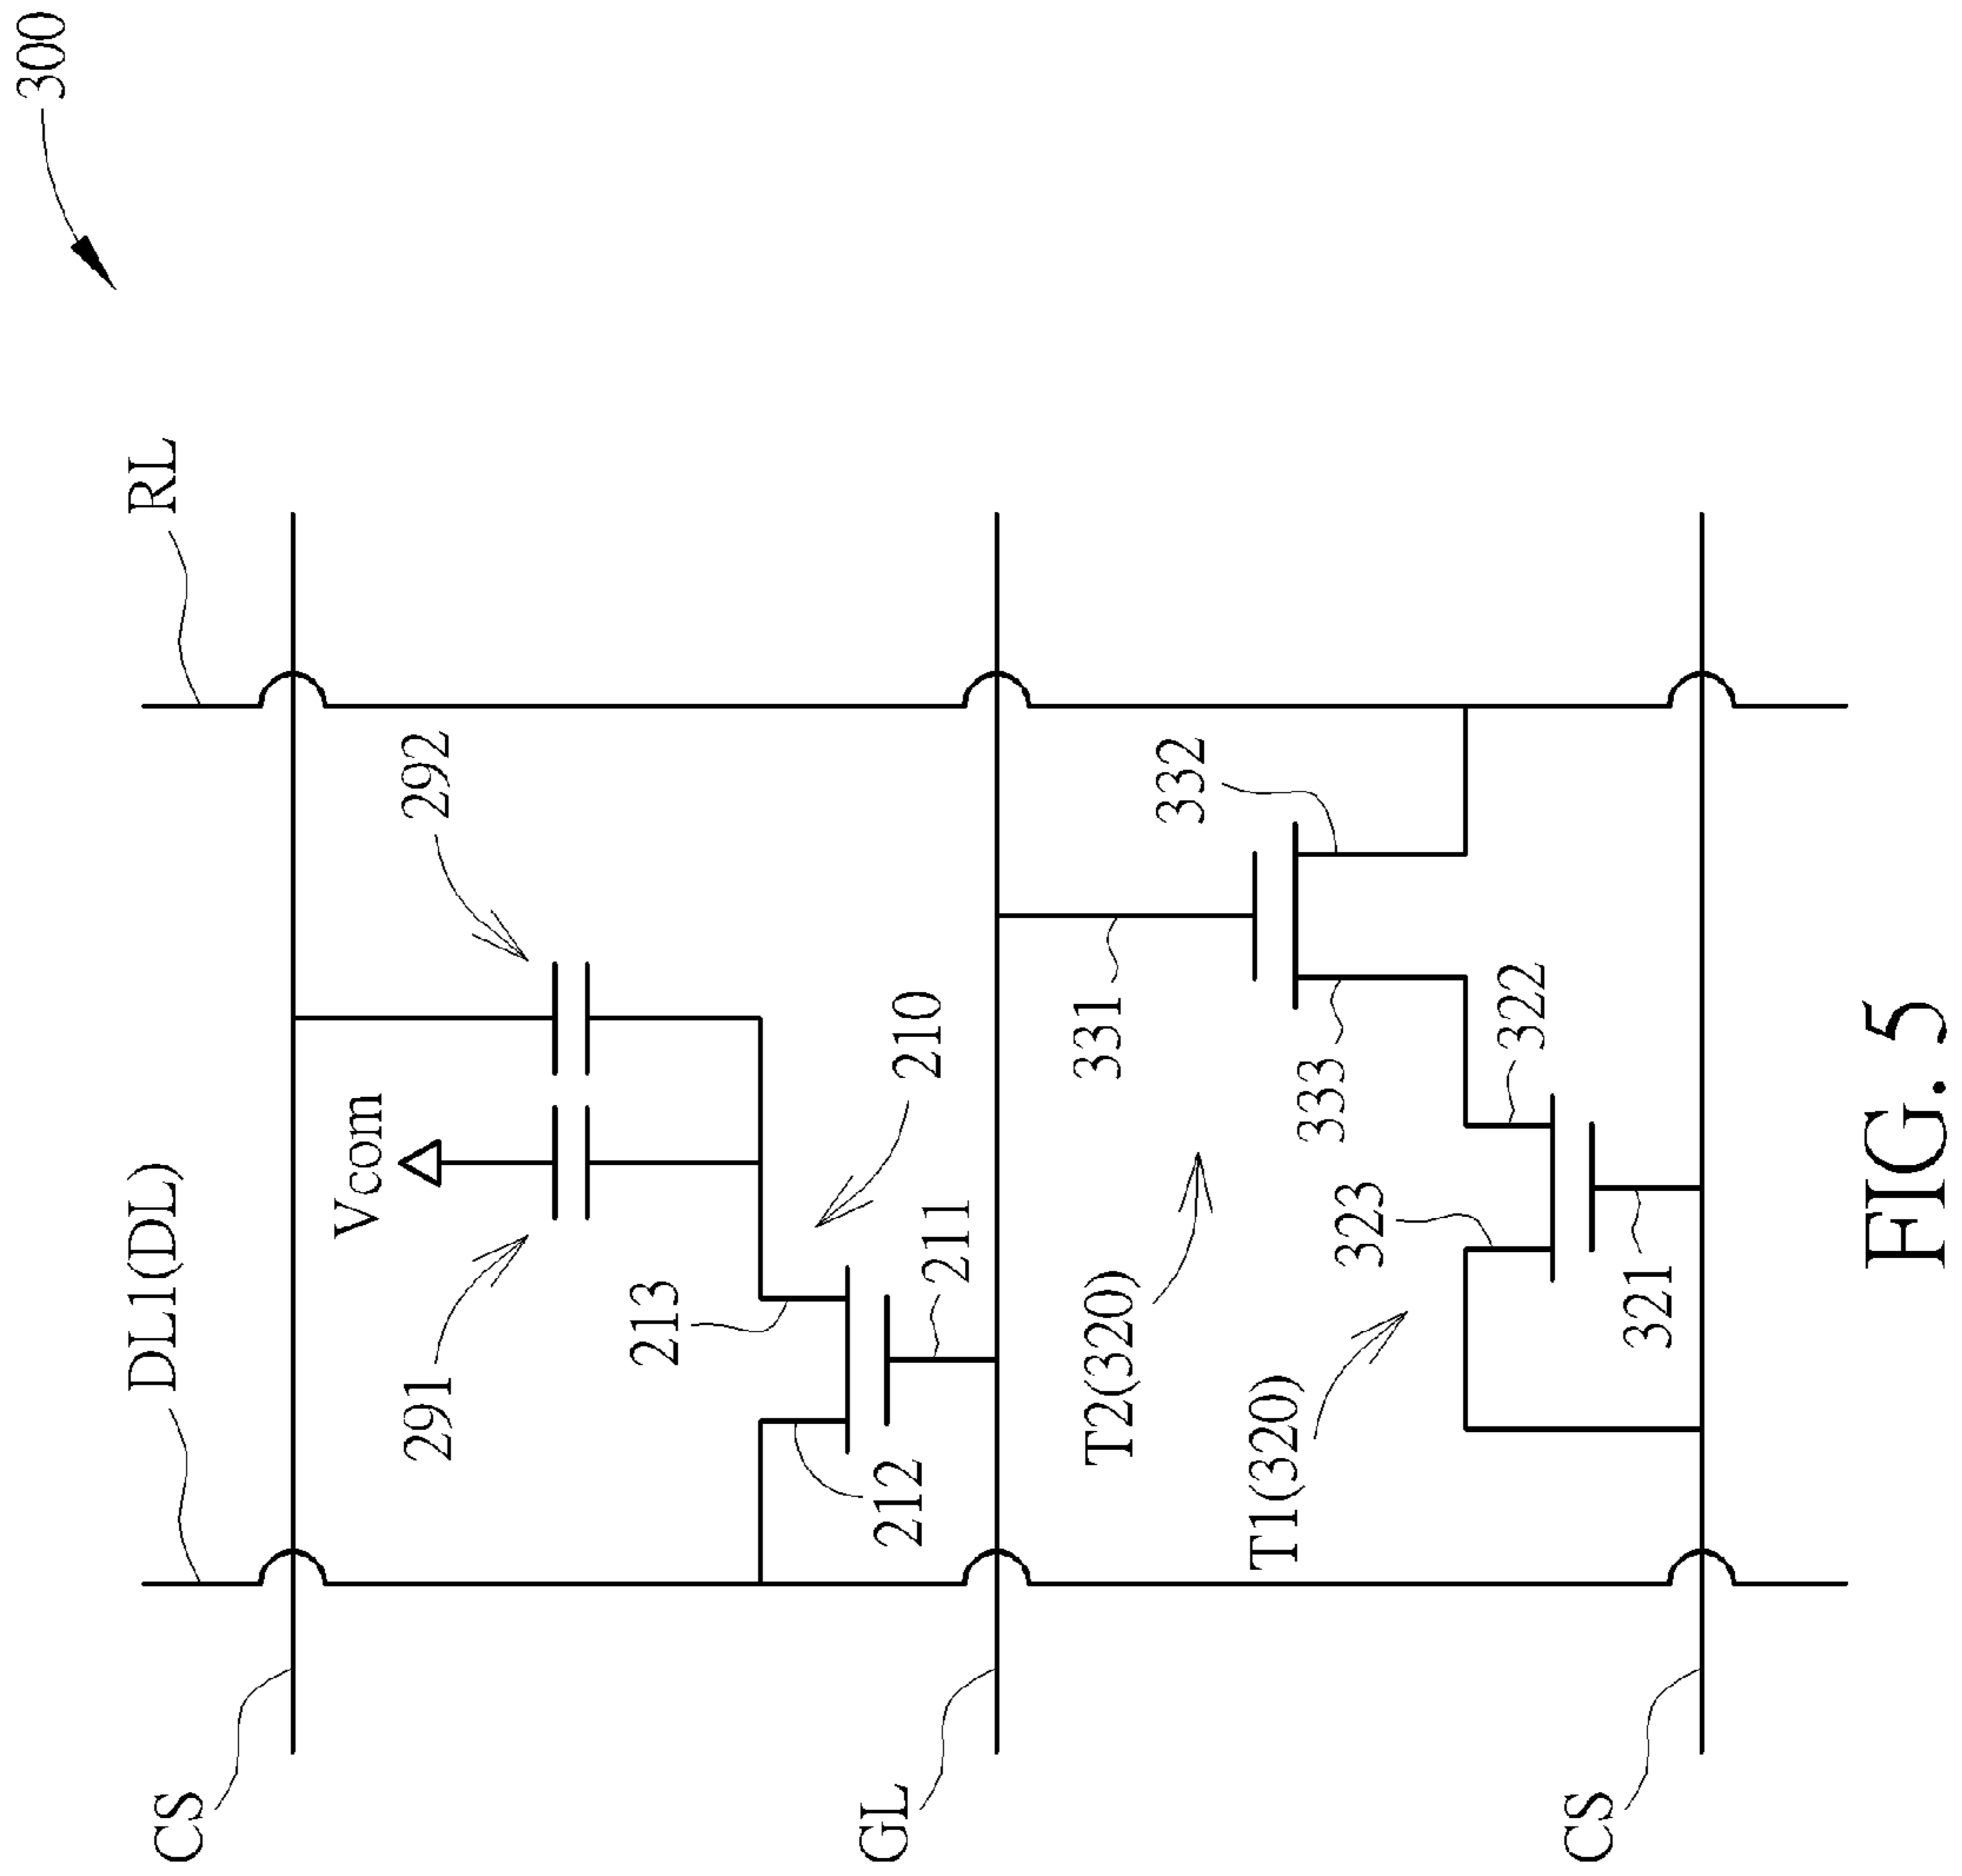 300
DL1(DL)
RL
CS
Vcom
291
292
213
210
212
211
GL
T2(320)
331
332
T1(320)
333
323
322
321
CS
FIG. 5